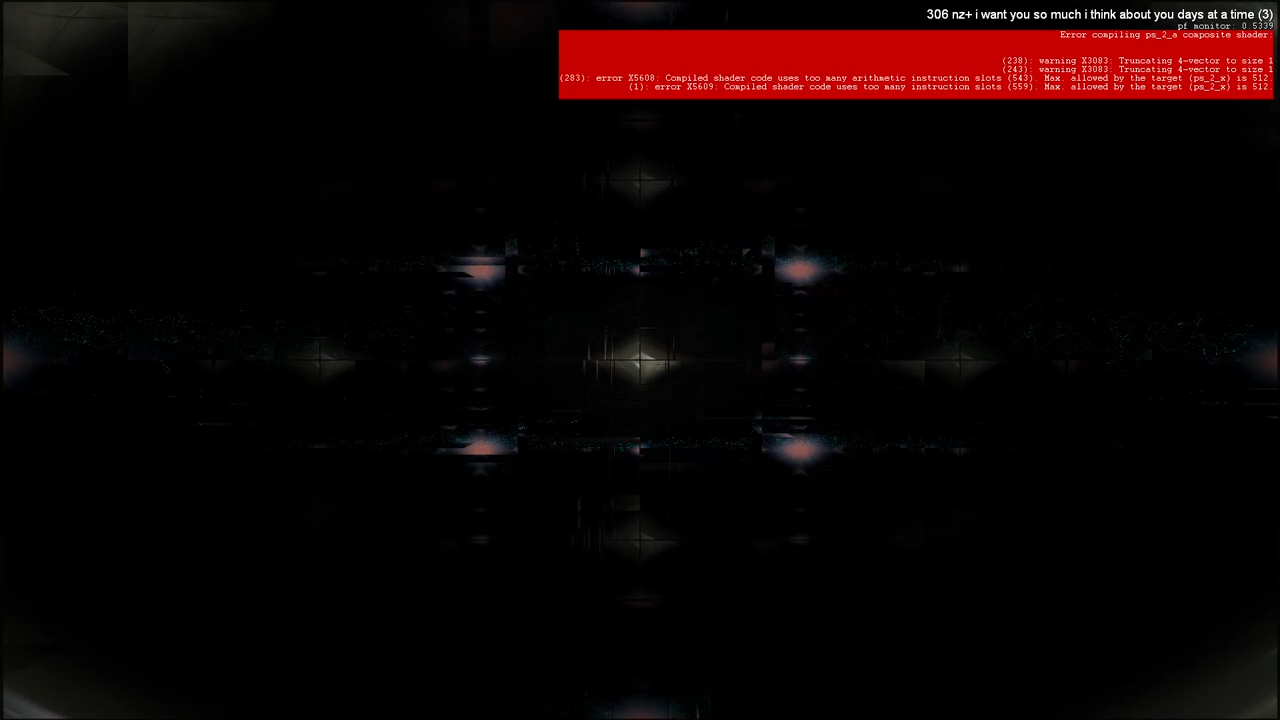 306 nz+ i want you so much i think about you days at a time (3)
pf monitor: 0.5339
Error compiling ps_2_a composite shader:
(238): warning X3083: Truncating 4-vector to size 1
(243): warning X3083: Truncating 4-vector to size 1
(283): error X5608: Compiled shader code uses too many arithmetic instruction slots (543). Max. allowed by the target (ps_2_x) is 512.
(1): error X5609: Compiled shader code uses too many instruction slots (559). Max. allowed by the target (ps_2_x) is 512.